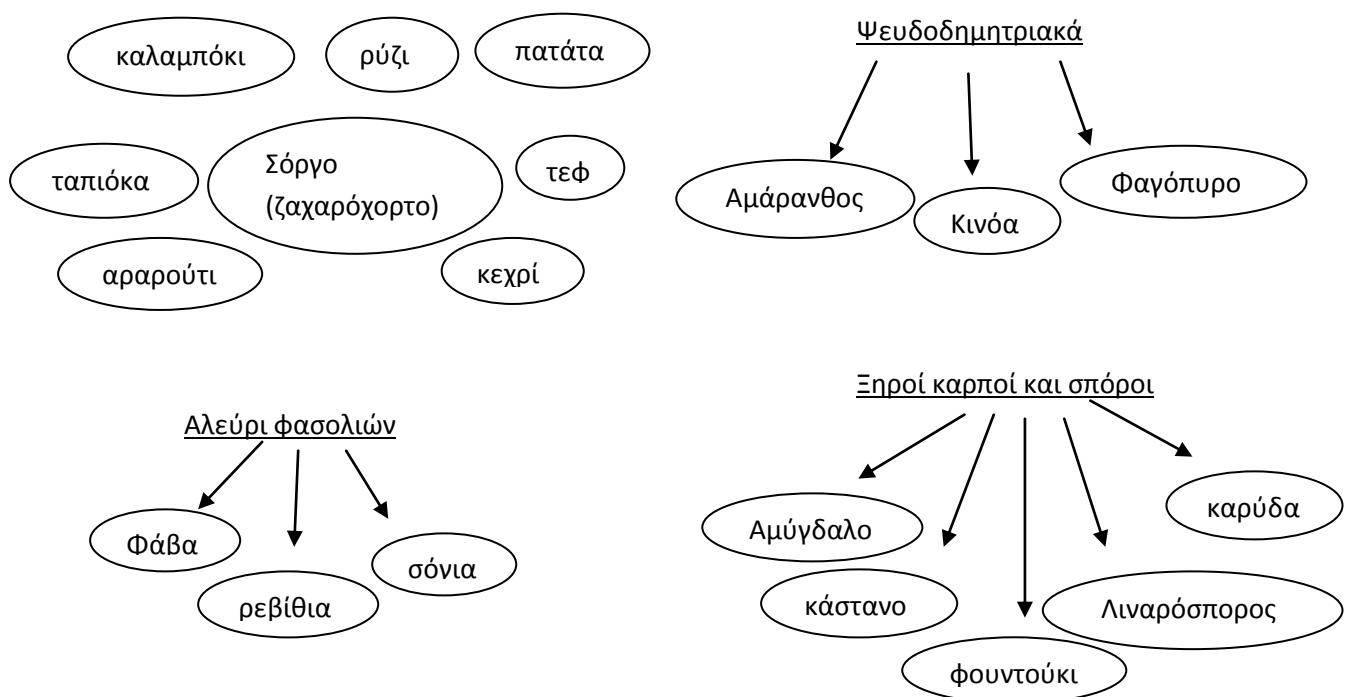 καλαμπόκι
ρύζι
πατάτα
ταπιόκα
Σόργο
(ζαχαρόχορτο)
τεφ
αραρούτι
κεχρί
Ψευδοδημητριακά
Αμάρανθος
Κινόα
Φαγόπυρο
Αλεύρι φασολιών
Φάβα
ρεβίθια
σόνια
Ξηροί καρποί και σπόροι
Αμύγδαλο
κάστανο
φουντούκι
Λιναρόσπορος
καρύδα